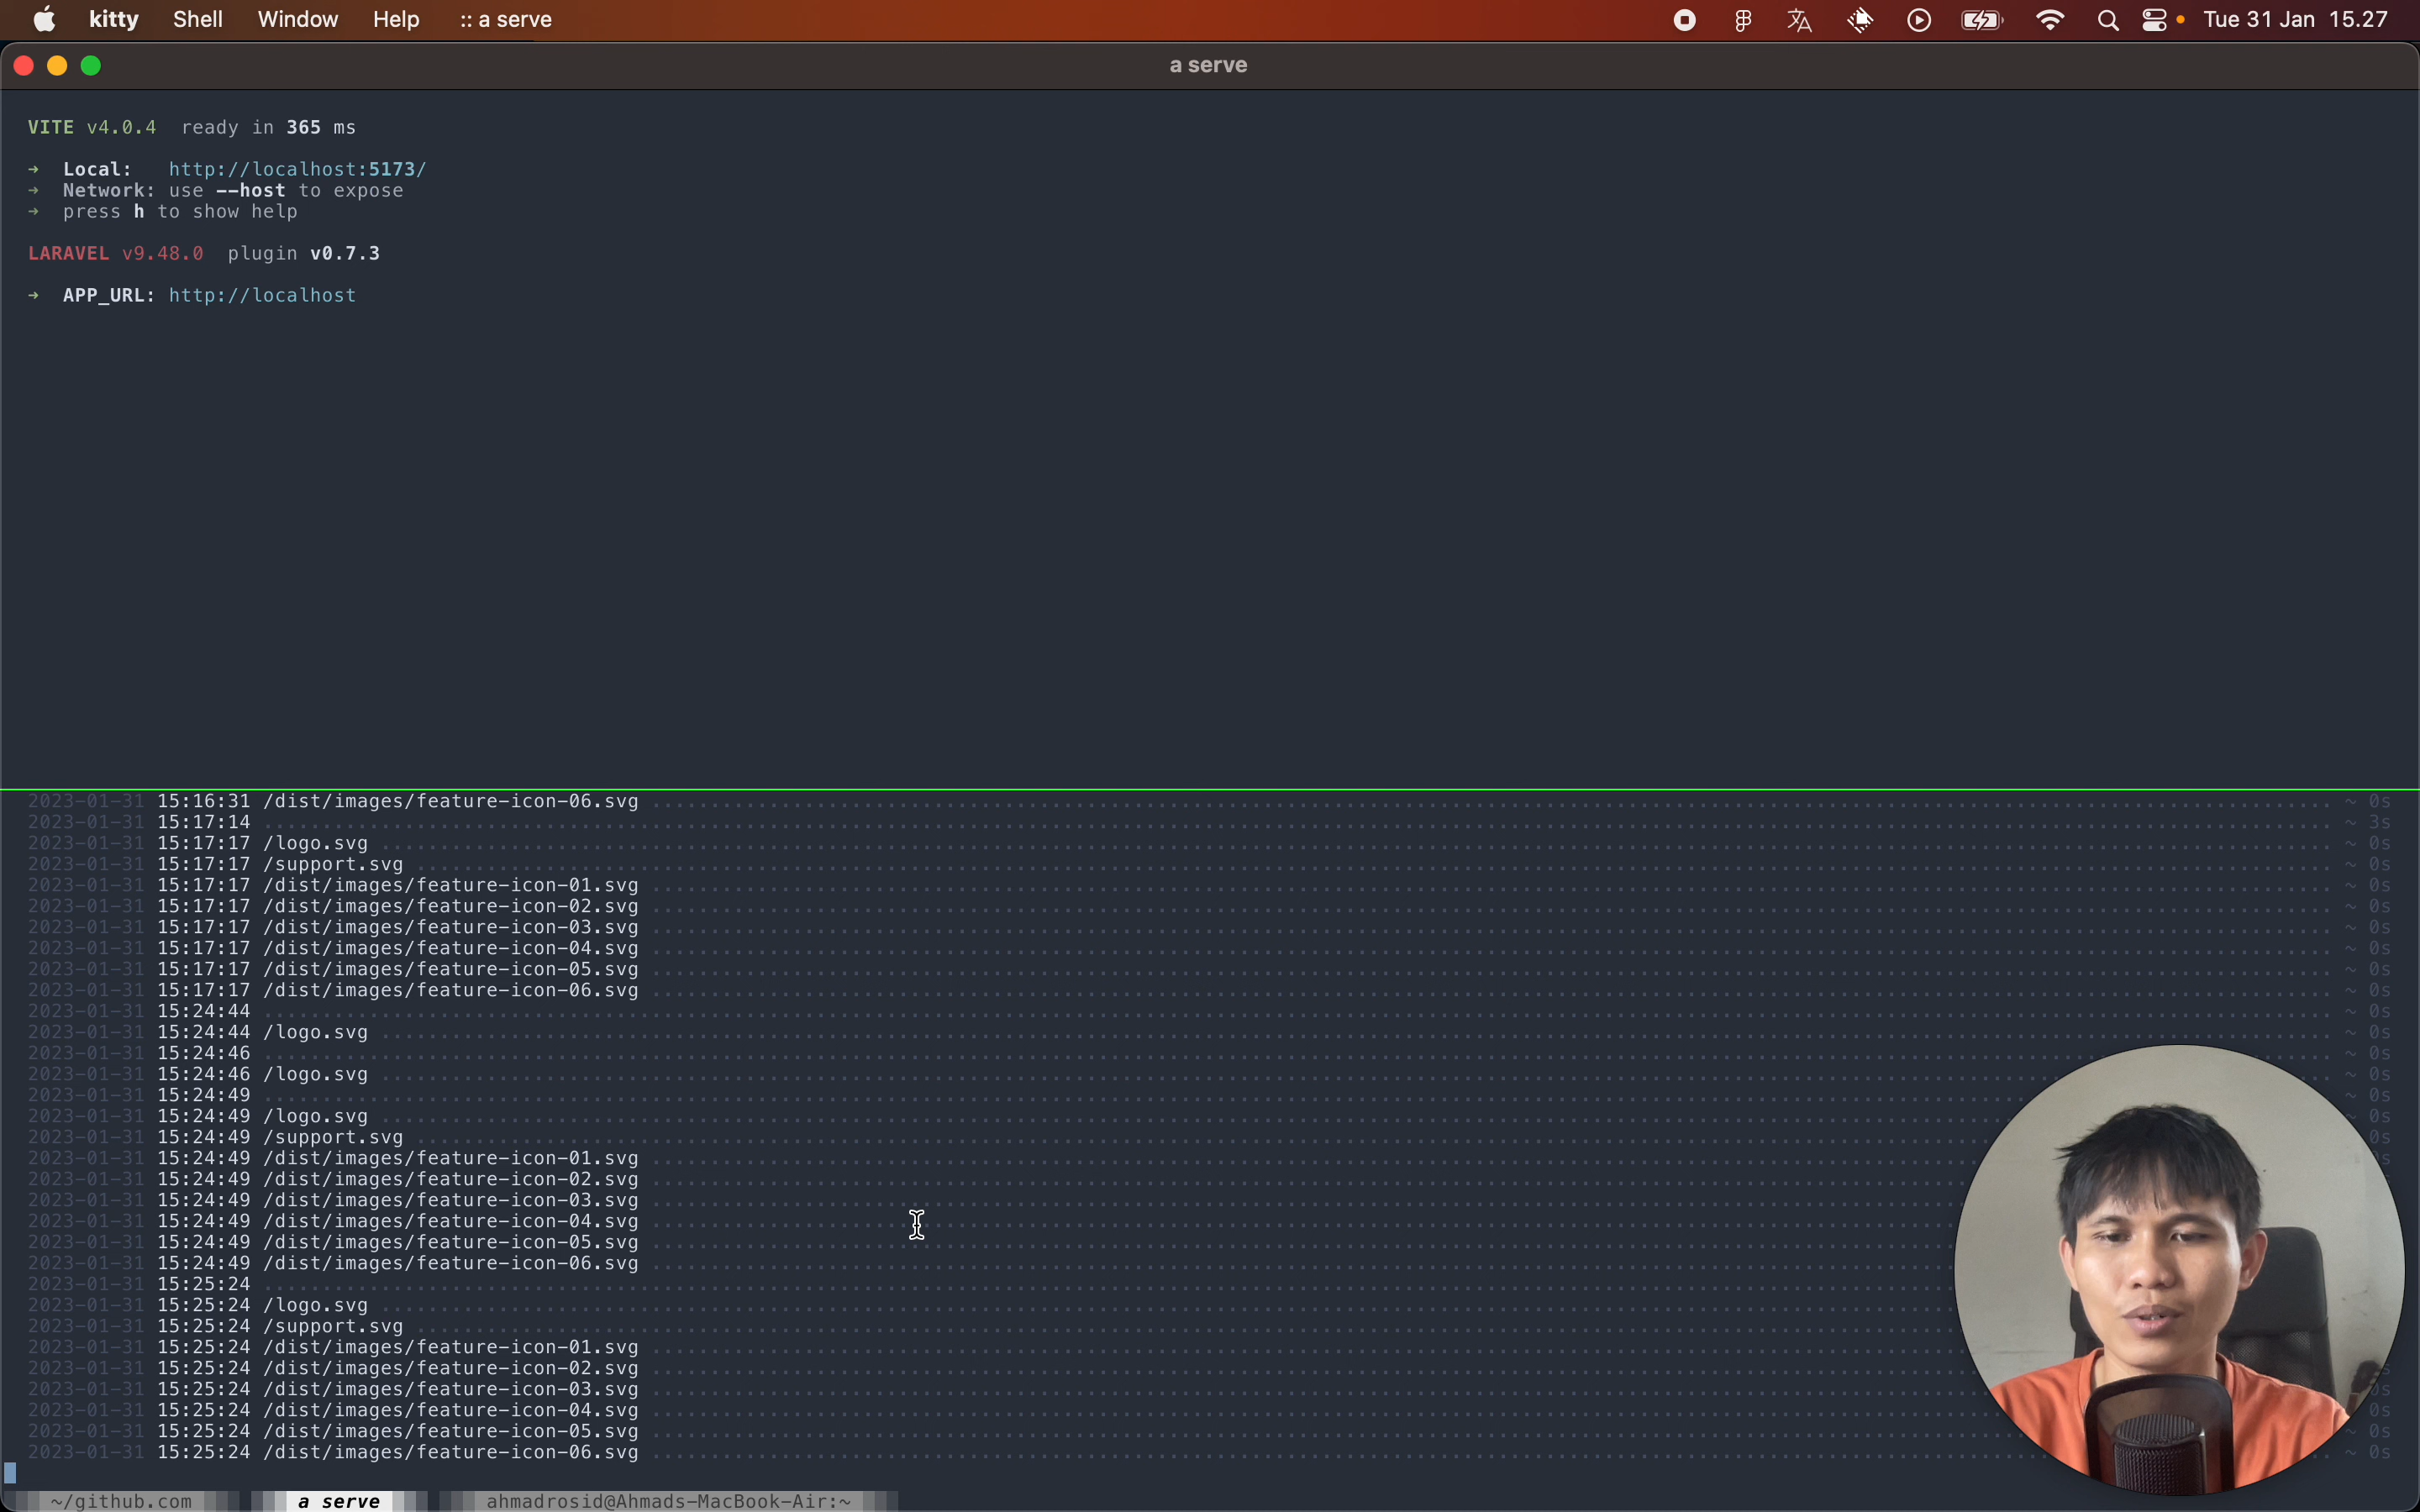 kitty Shell Window Help :: a serve Tue 31 Jan 15.27
a serve
VITE v4.0.4 ready in 365 ms
➜ Local: http://localhost:5173/
➜ Network: use --host to expose
➜ press h to show help
LARAVEL v9.48.0 plugin v0.7.3
➜ APP_URL: http://localhost
2023-01-31 15:16:31 /dist/images/feature-icon-06.svg ~ 0s
2023-01-31 15:17:14 ~ 3s
2023-01-31 15:17:17 /logo.svg ~ 0s
2023-01-31 15:17:17 /support.svg ~ 0s
2023-01-31 15:17:17 /dist/images/feature-icon-01.svg ~ 0s
2023-01-31 15:17:17 /dist/images/feature-icon-02.svg ~ 0s
2023-01-31 15:17:17 /dist/images/feature-icon-03.svg ~ 0s
2023-01-31 15:17:17 /dist/images/feature-icon-04.svg ~ 0s
2023-01-31 15:17:17 /dist/images/feature-icon-05.svg ~ 0s
2023-01-31 15:17:17 /dist/images/feature-icon-06.svg ~ 0s
2023-01-31 15:24:44 ~ 0s
2023-01-31 15:24:44 /logo.svg ~ 0s
2023-01-31 15:24:46 ~ 0s
2023-01-31 15:24:46 /logo.svg ~ 0s
2023-01-31 15:24:49 ~ 0s
2023-01-31 15:24:49 /logo.svg 0s
2023-01-31 15:24:49 /support.svg 0s
2023-01-31 15:24:49 /dist/images/feature-icon-01.svg
2023-01-31 15:24:49 /dist/images/feature-icon-02.svg
2023-01-31 15:24:49 /dist/images/feature-icon-03.svg
2023-01-31 15:24:49 /dist/images/feature-icon-04.svg
2023-01-31 15:24:49 /dist/images/feature-icon-05.svg
2023-01-31 15:24:49 /dist/images/feature-icon-06.svg
2023-01-31 15:25:24
2023-01-31 15:25:24 /logo.svg
2023-01-31 15:25:24 /support.svg
2023-01-31 15:25:24 /dist/images/feature-icon-01.svg
2023-01-31 15:25:24 /dist/images/feature-icon-02.svg
2023-01-31 15:25:24 /dist/images/feature-icon-03.svg 0s
2023-01-31 15:25:24 /dist/images/feature-icon-04.svg 0s
2023-01-31 15:25:24 /dist/images/feature-icon-05.svg ~ 0s
2023-01-31 15:25:24 /dist/images/feature-icon-06.svg ~ 0s
~/github.com a serve ahmadrosid@Ahmads-MacBook-Air:~